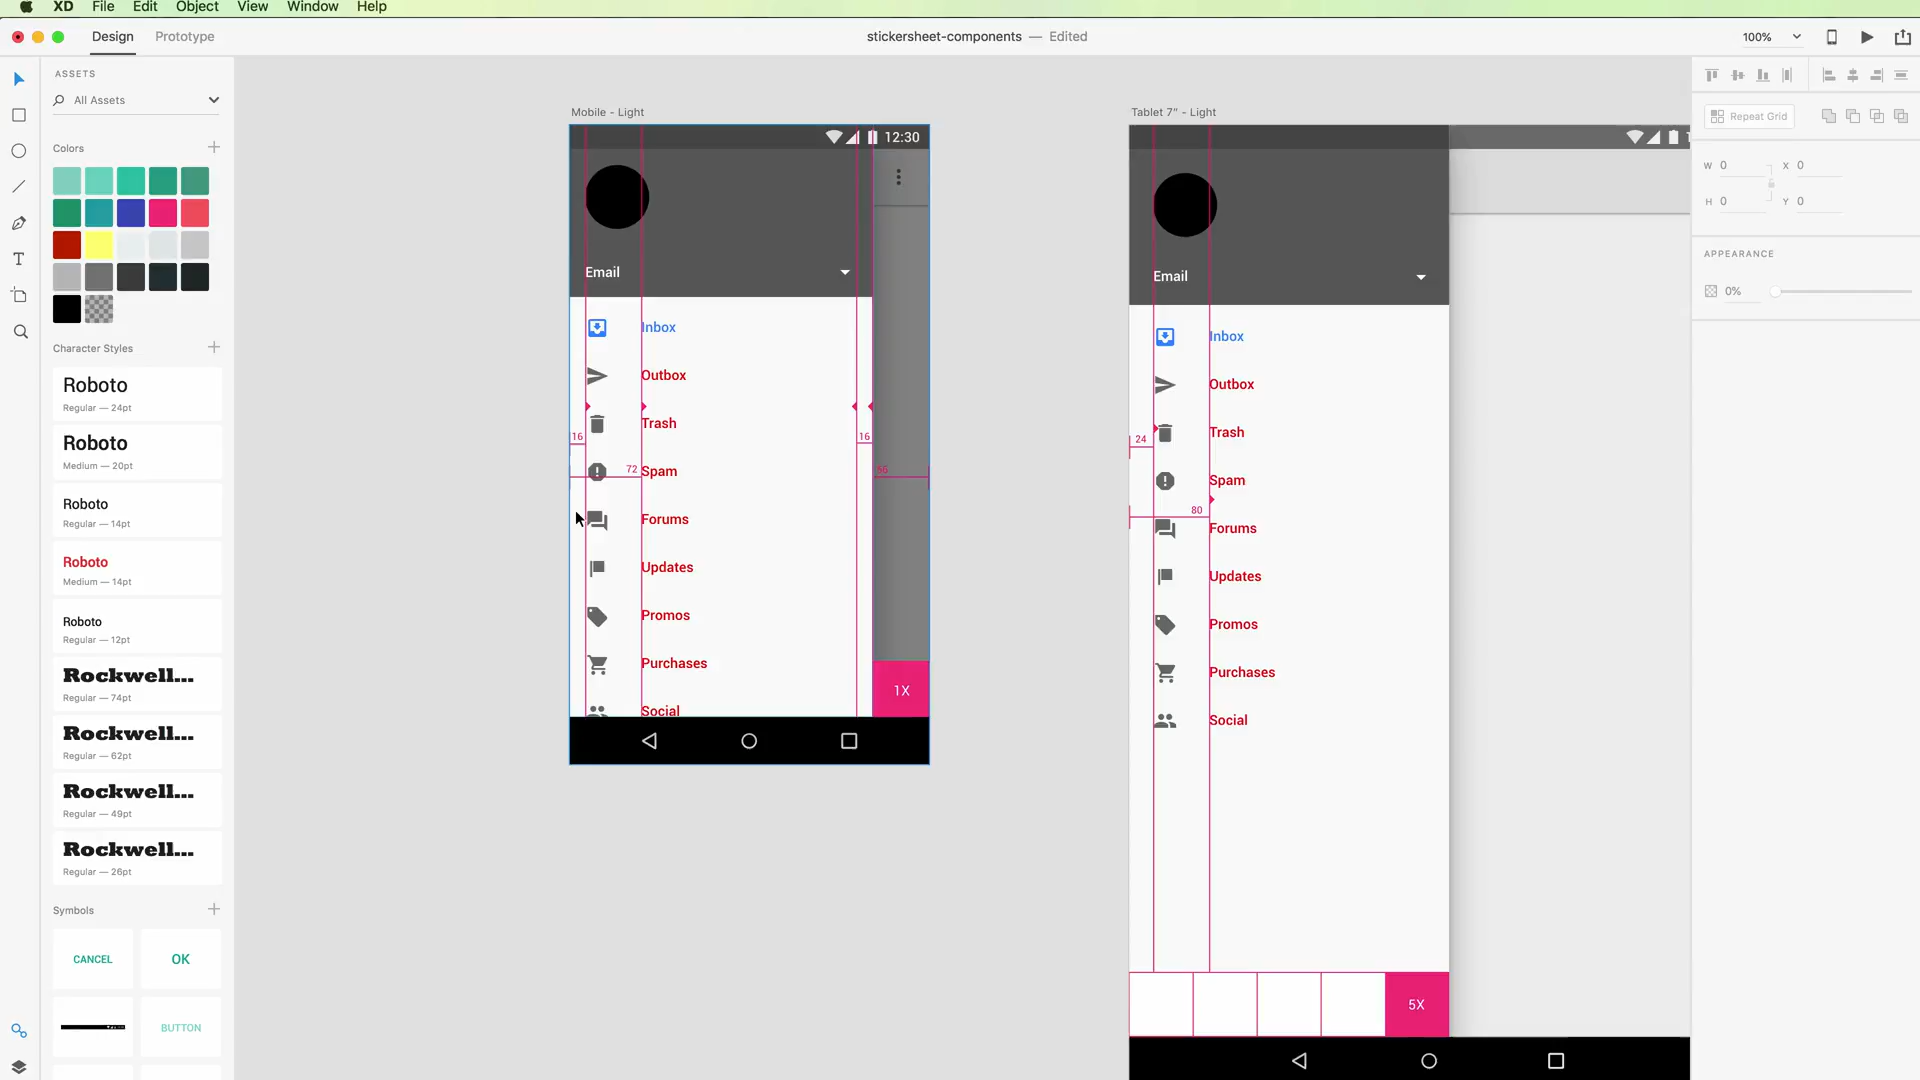 XD File Edit Object View Window Help
Design Prototype
stickersheet-components — Edited
100%
ASSETS
All Assets
Colors
Character Styles
Roboto
Regular — 24pt
Roboto
Medium — 20pt
Roboto
Regular — 14pt
Roboto
Medium — 14pt
Roboto
Regular — 12pt
Rockwell...
Regular — 74pt
Rockwell...
Regular — 62pt
Rockwell...
Regular — 49pt
Rockwell...
Regular — 26pt
Symbols
CANCEL
OK
BUTTON
Mobile - Light
12:30
Email
Inbox
Outbox
Trash
16
16
Spam
72
56
Forums
Updates
Promos
Purchases
1X
Social
Tablet 7" - Light
1
Email
Inbox
Outbox
Trash
24
Spam
80
Forums
Updates
Promos
Purchases
Social
5X
Repeat Grid
W 0 X 0
H 0 Y 0
APPEARANCE
0%